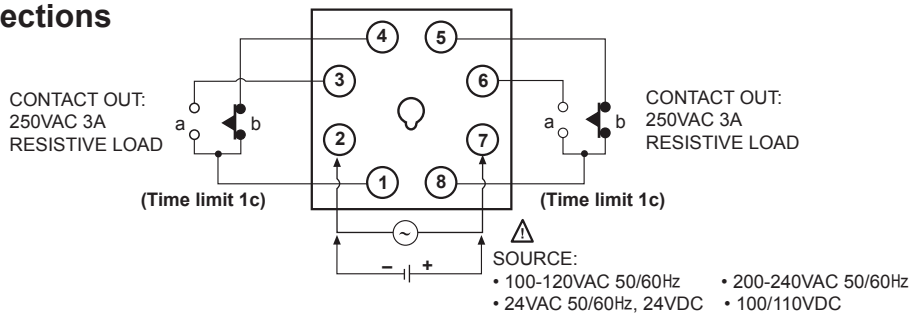 ections
4
5
3
6
CONTACT OUT:
250VAC 3A
RESISTIVE LOAD
a
b
a
b
CONTACT OUT:
250VAC 3A
RESISTIVE LOAD
2
7
1
8
(Time limit 1c)
(Time limit 1c)
~
!
− +
SOURCE:
• 100-120VAC 50/60Hz • 200-240VAC 50/60Hz
• 24VAC 50/60Hz, 24VDC • 100/110VDC